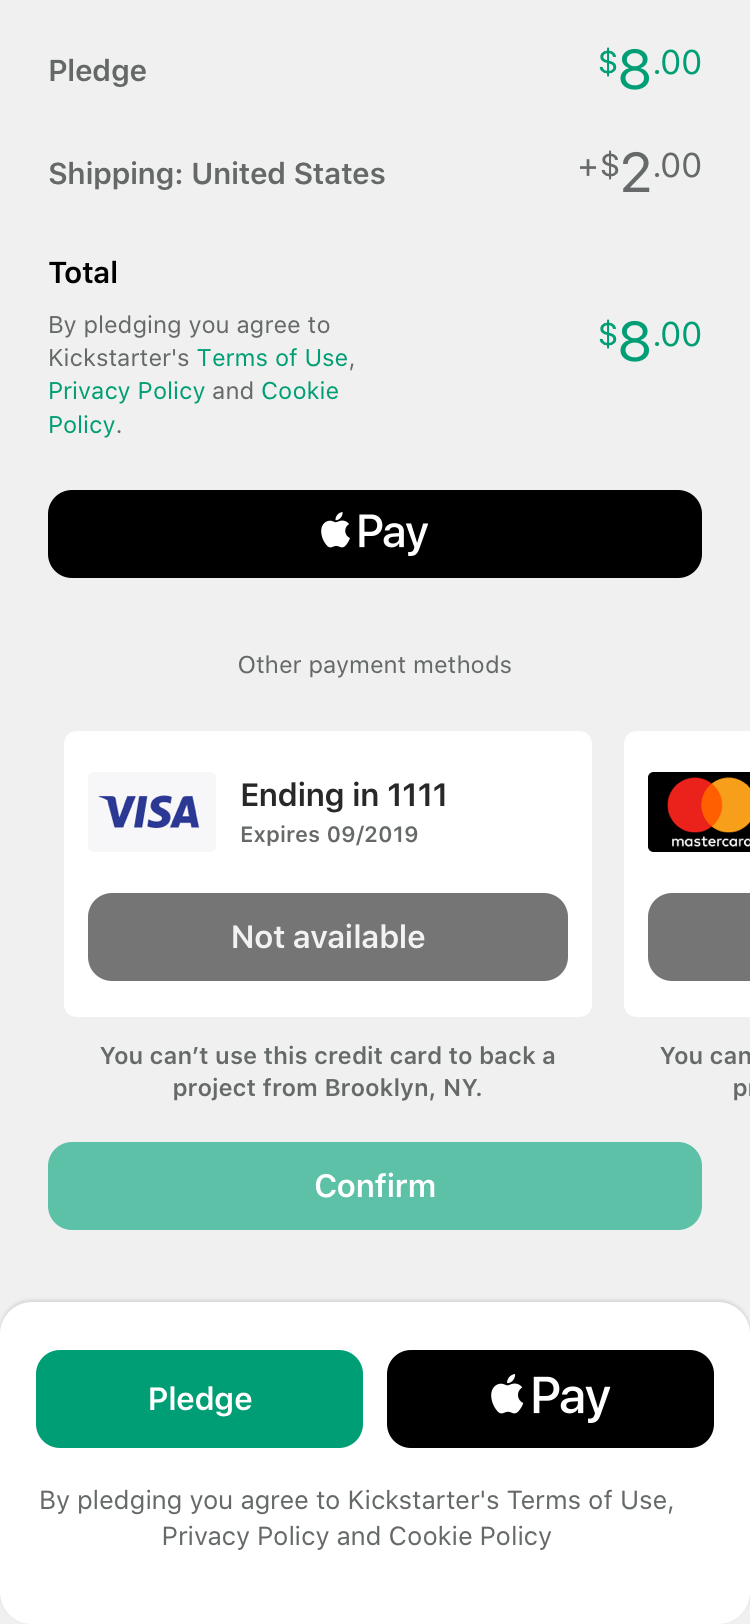 Pledge
$8.00
Shipping: United States
+$2.00
Total
By pledging you agree to
Kickstarter's Terms of Use,
Privacy Policy and Cookie
Policy.
$8.00
Pay
Other payment methods
VISA
Ending in 1111
Expires 09/2019
Not available
mastercard
You can’t use this credit card to back a
project from Brooklyn, NY.
You can
Confirm
Pledge
Pay
By pledging you agree to Kickstarter's Terms of Use,
Privacy Policy and Cookie Policy